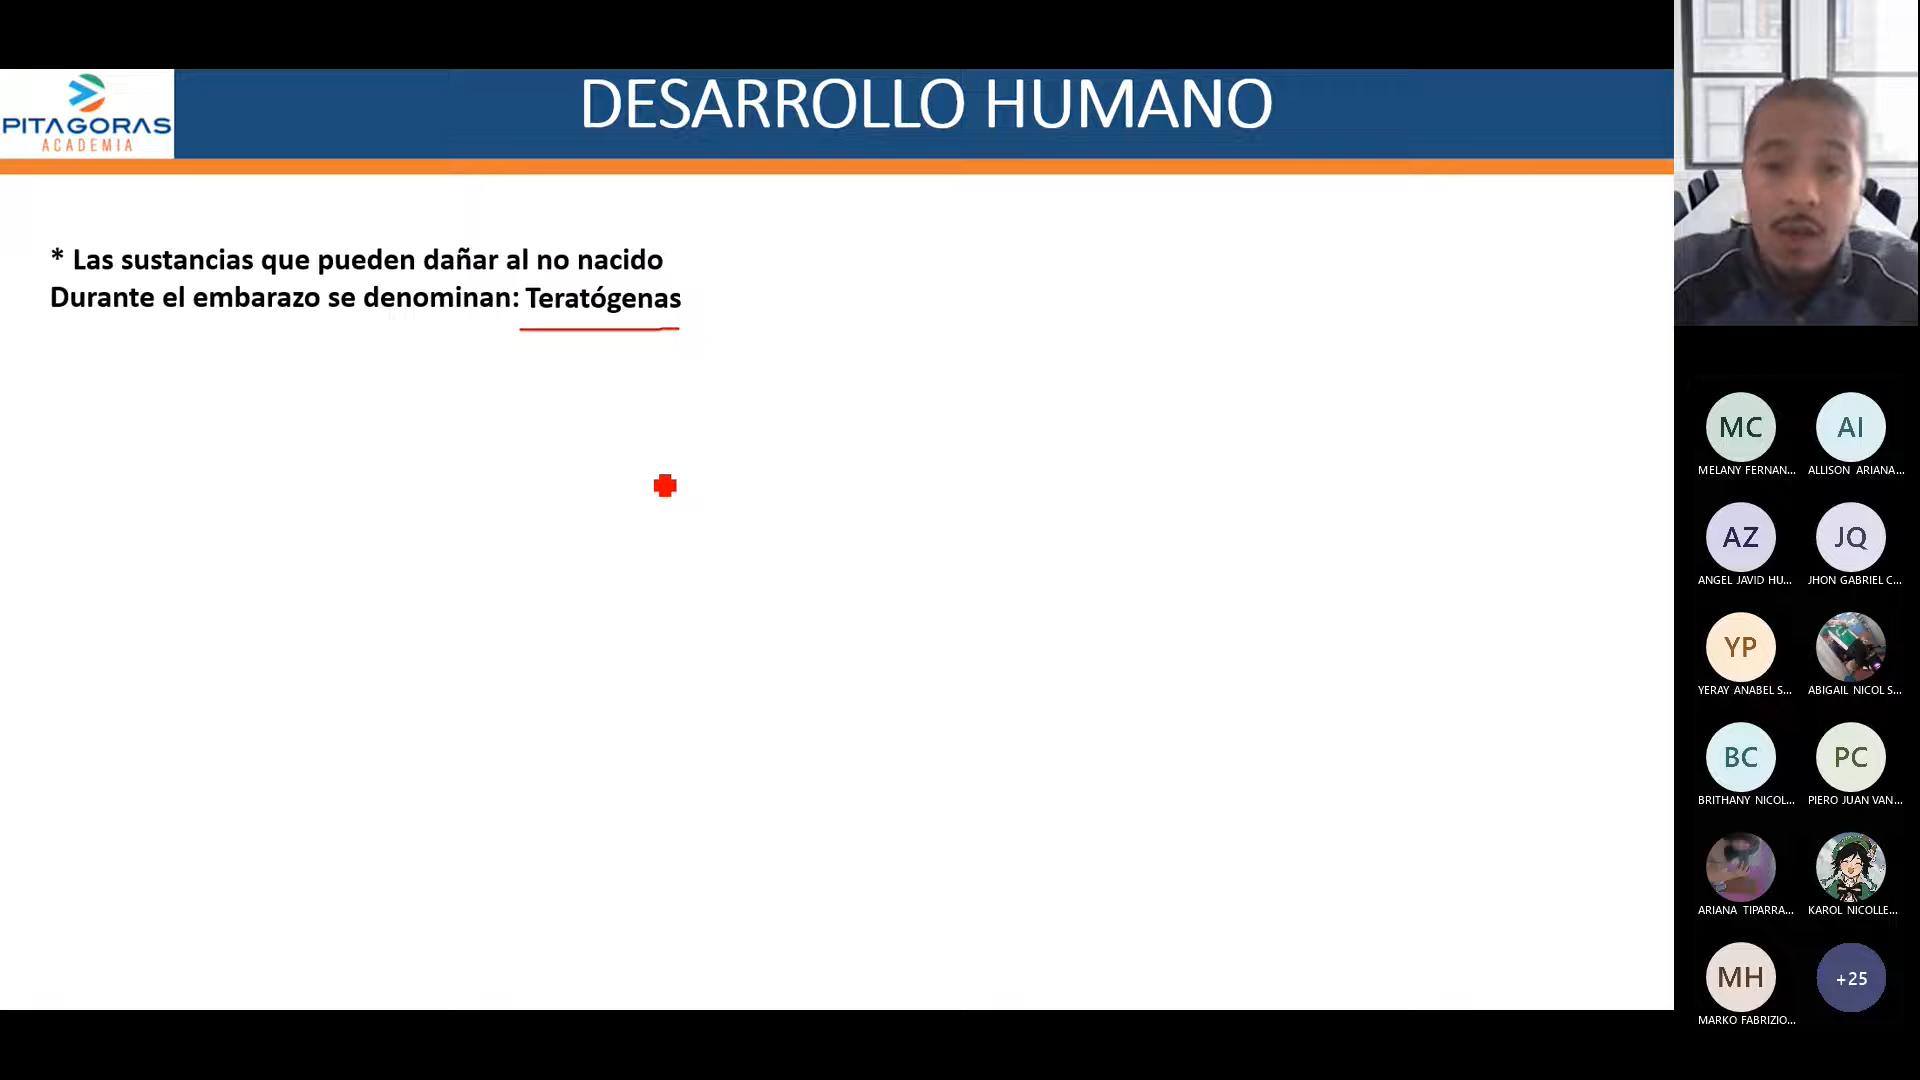 PITAGORAS
ACADEMIA
DESARROLLO HUMANO
* Las sustancias que pueden dañar al no nacido
Durante el embarazo se denominan: Teratógenas
MC
AI
MELANY FERNAN...
ALLISON ARIANA...
AZ
JQ
ANGEL JAVID HU...
JHON GABRIEL C...
YP
YERAY ANABEL S...
ABIGAIL NICOL S...
BC
PC
BRITHANY NICOL...
PIERO JUAN VAN...
ARIANA TIPARRA...
KAROL NICOLLE...
MH
+25
MARKO FABRIZIO...